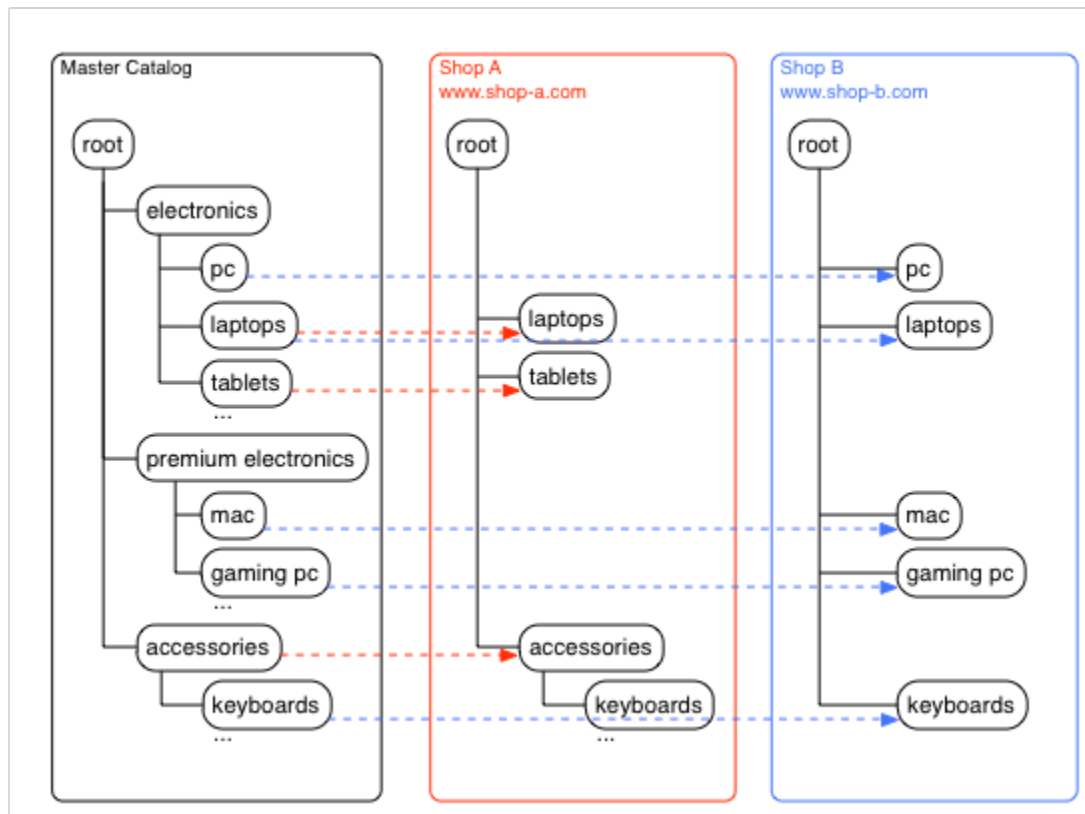 Master Catalog
root
electronics
pc
laptops
tablets
...
premium electronics
mac
gaming pc
...
accessories
keyboards
...
Shop A
www.shop-a.com
root
laptops
tablets
accessories
keyboards
...
Shop B
www.shop-b.com
root
pc
laptops
mac
gaming pc
keyboards